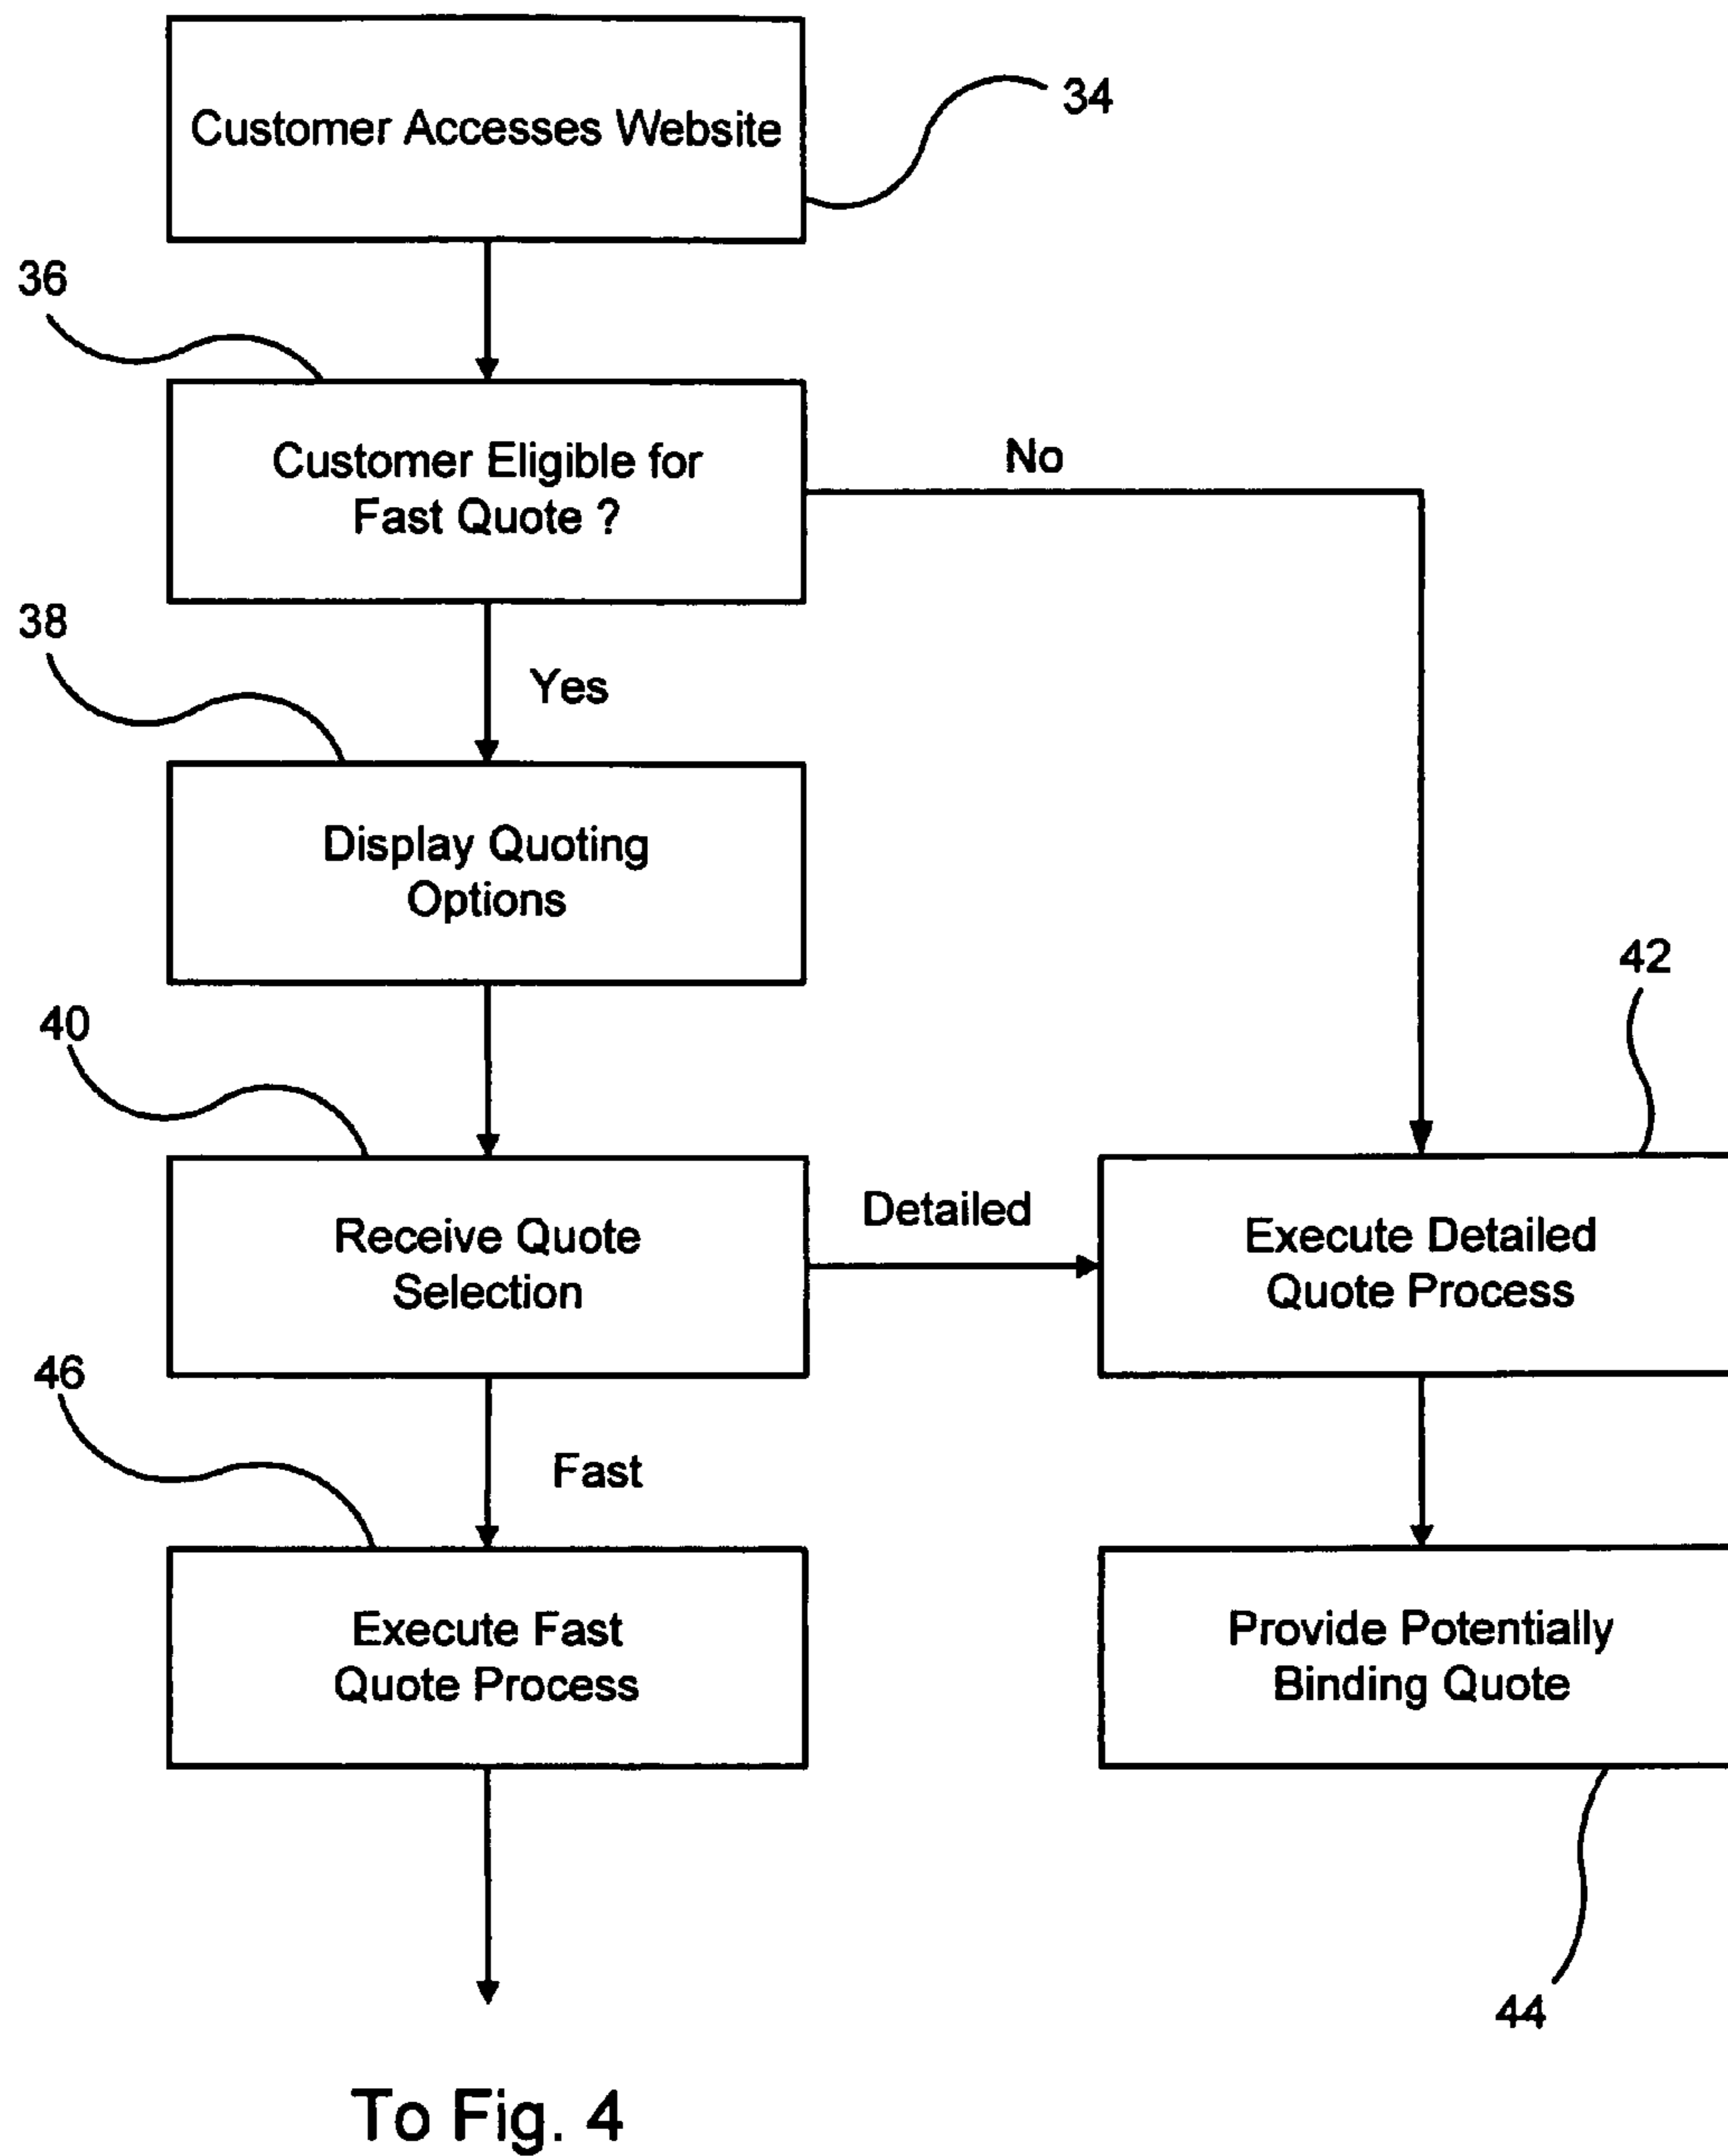 Customer Accesses Website
34
36
Customer Eligible for
Fast Quote ?
No
38
Yes
Display Quoting
Options
42
40
Receive Quote
Selection
Detailed
Execute Detailed
Quote Process
46
Fast
Execute Fast
Quote Process
Provide Potentially
Binding Quote
44
To Fig. 4